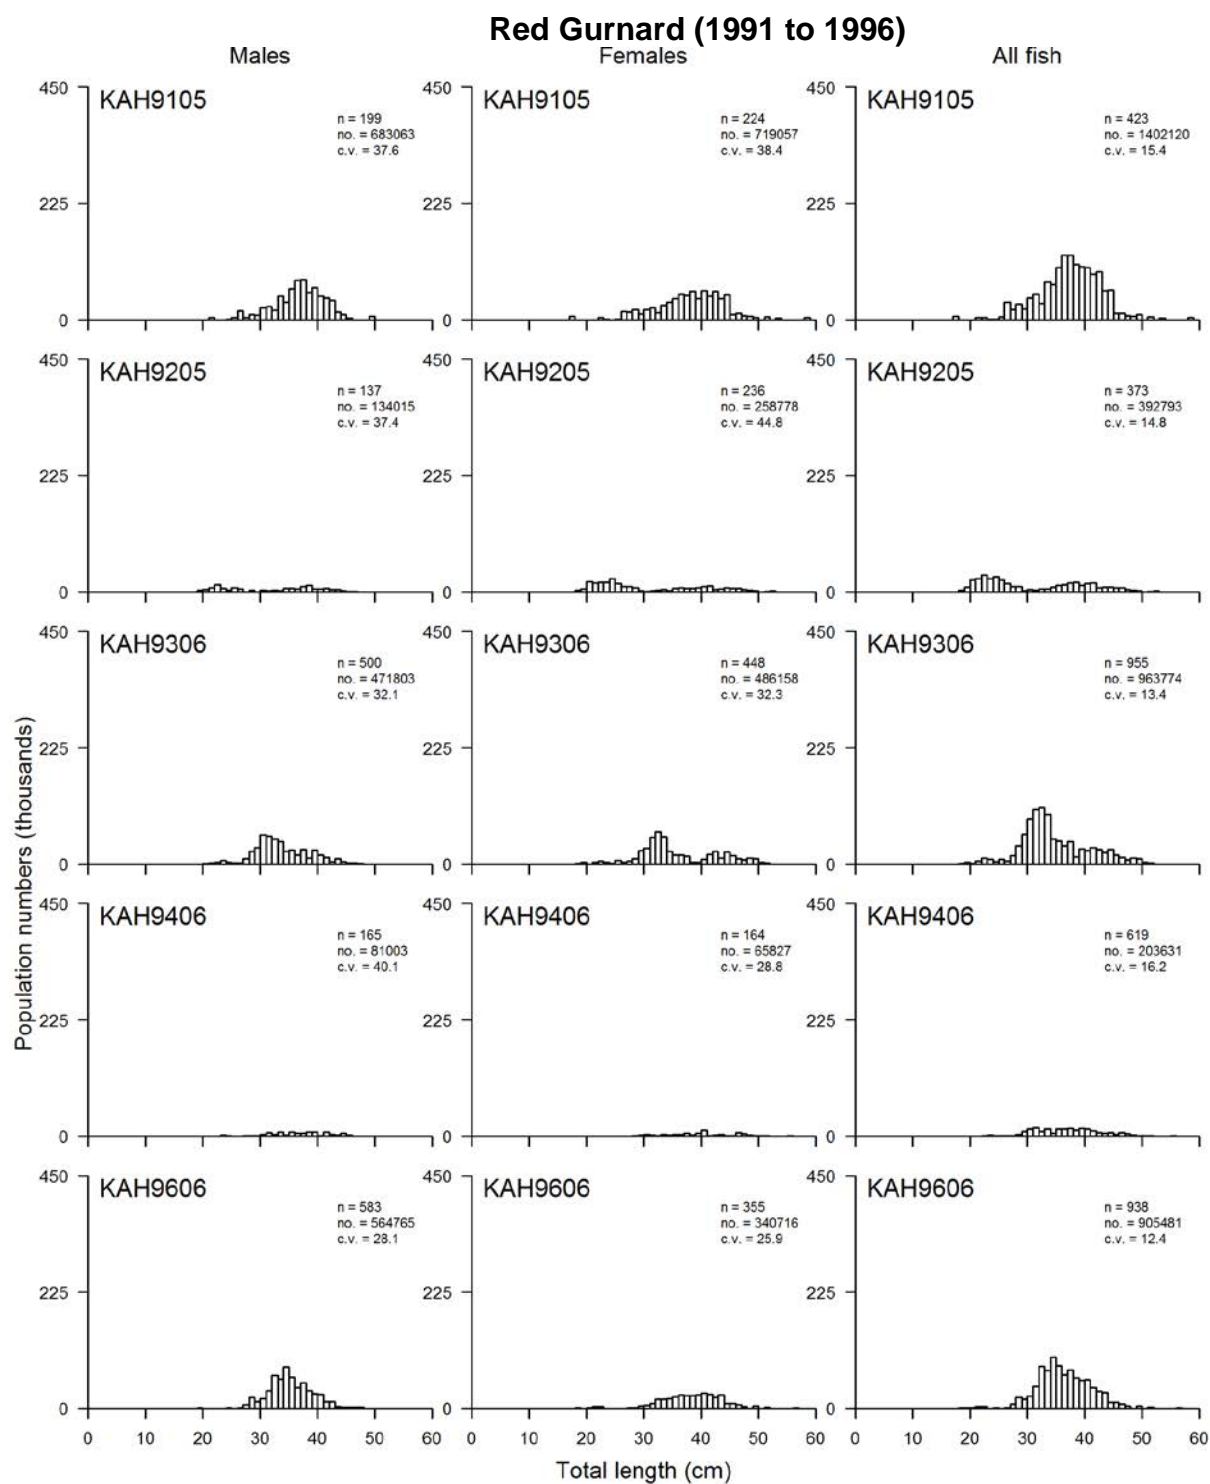 Red Gurnard (1991 to 1996)
Males Females All fish
KAH9105
n = 199
no. = 683063
c.v. = 37.6
450
225
0
KAH9105
n = 224
no. = 719057
c.v. = 38.4
450
225
0
KAH9105
n = 423
no. = 1402120
c.v. = 15.4
450
225
0
KAH9205
n = 137
no. = 134015
c.v. = 37.4
450
225
0
KAH9205
n = 236
no. = 258778
c.v. = 44.8
450
225
0
KAH9205
n = 373
no. = 392793
c.v. = 14.8
450
225
0
KAH9306
n = 500
no. = 471803
c.v. = 32.1
450
225
0
KAH9306
n = 448
no. = 486158
c.v. = 32.3
450
225
0
KAH9306
n = 955
no. = 963774
c.v. = 13.4
450
225
0
KAH9406
n = 165
no. = 81003
c.v. = 40.1
450
225
0
KAH9406
n = 164
no. = 65827
c.v. = 28.8
450
225
0
KAH9406
n = 619
no. = 203631
c.v. = 16.2
450
225
0
KAH9606
n = 583
no. = 564765
c.v. = 28.1
450
225
0
KAH9606
n = 355
no. = 340716
c.v. = 25.9
450
225
0
KAH9606
n = 938
no. = 905481
c.v. = 12.4
450
225
0
0 10 20 30 40 50 60
0 10 20 30 40 50 60
0 10 20 30 40 50 60
Population numbers (thousands)
Total length (cm)